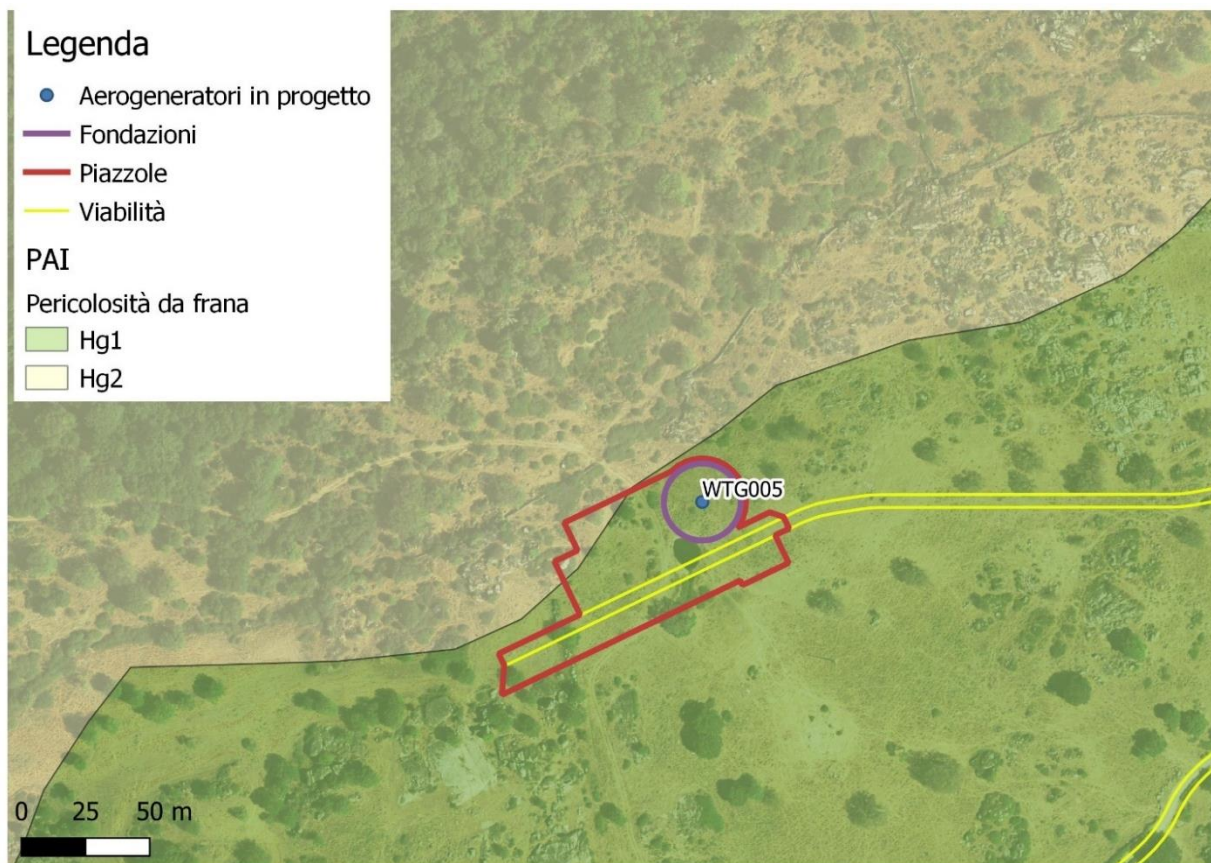 Legenda
Aerogeneratori in progetto
Fondazioni
Piazzole
Viabilità
PAI
Pericolosità da frana
Hg1
Hg2
WTG005
0 25 50 m